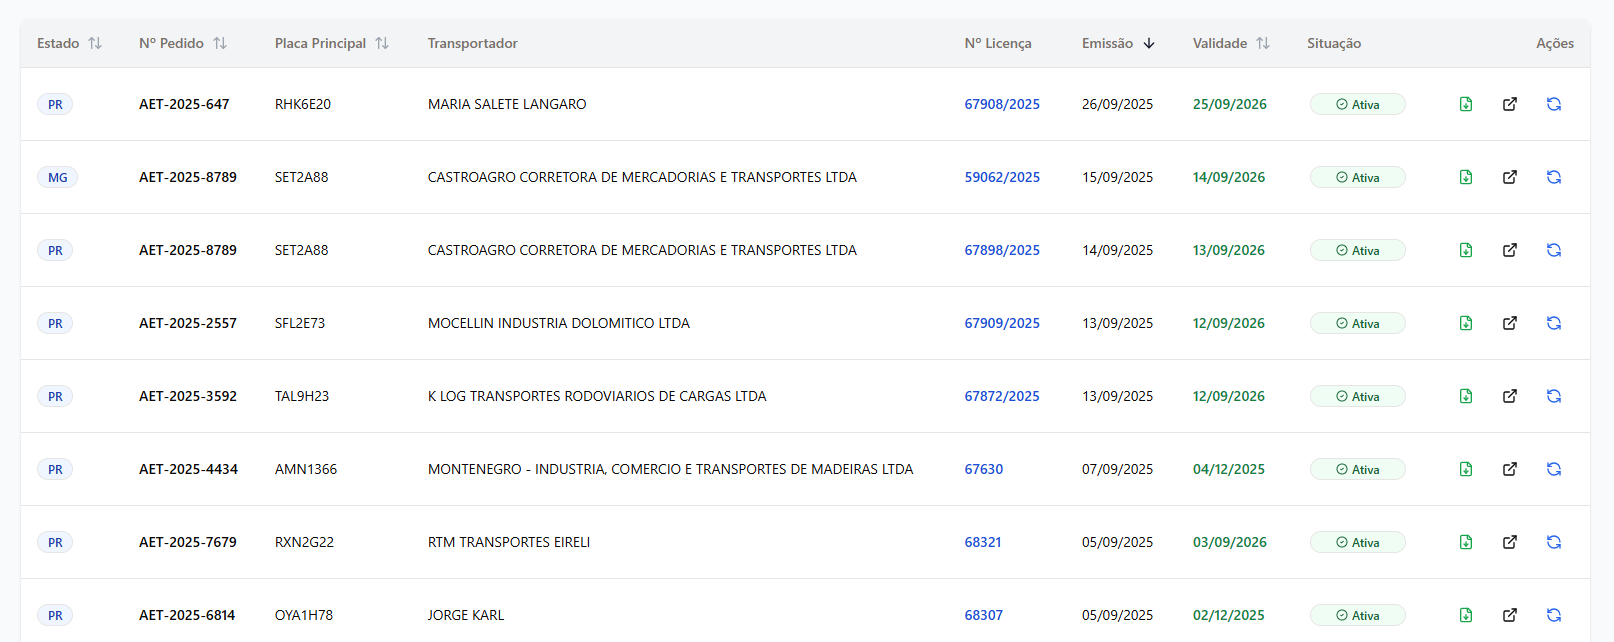 Estado Nº Pedido Placa Principal Transportador Nº Licença Emissão Validade Situação Ações
PR AET-2025-647 RHK6E20 MARIA SALETE LANGARO 67908/2025 26/09/2025 25/09/2026 Ativa
MG AET-2025-8789 SET2A88 CASTROAGRO CORRETORA DE MERCADORIAS E TRANSPORTES LTDA 59062/2025 15/09/2025 14/09/2026 Ativa
PR AET-2025-8789 SET2A88 CASTROAGRO CORRETORA DE MERCADORIAS E TRANSPORTES LTDA 67898/2025 14/09/2025 13/09/2026 Ativa
PR AET-2025-2557 SFL2E73 MOCELLIN INDUSTRIA DOLOMITICO LTDA 67909/2025 13/09/2025 12/09/2026 Ativa
PR AET-2025-3592 TAL9H23 K LOG TRANSPORTES RODOVIARIOS DE CARGAS LTDA 67872/2025 13/09/2025 12/09/2026 Ativa
PR AET-2025-4434 AMN1366 MONTENEGRO - INDUSTRIA, COMERCIO E TRANSPORTES DE MADEIRAS LTDA 67630 07/09/2025 04/12/2025 Ativa
PR AET-2025-7679 RXN2G22 RTM TRANSPORTES EIRELI 68321 05/09/2025 03/09/2026 Ativa
PR AET-2025-6814 OYA1H78 JORGE KARL 68307 05/09/2025 02/12/2025 Ativa